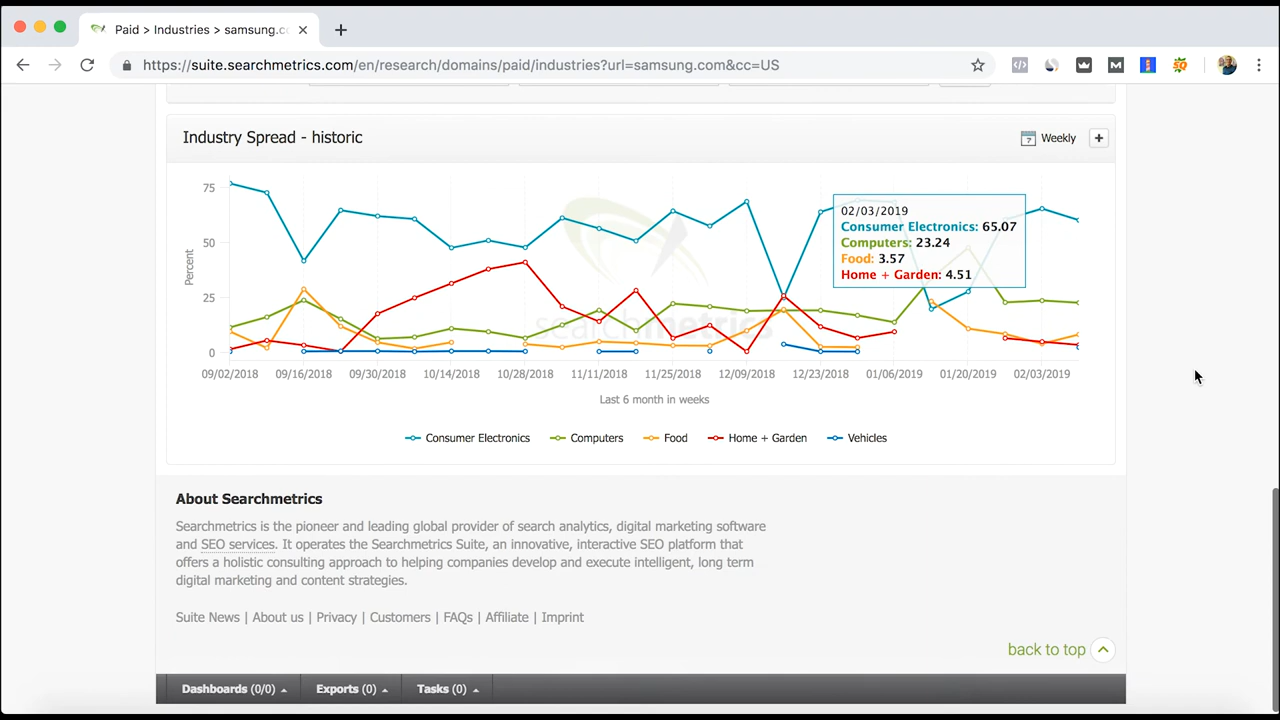 Paid > Industries > samsung.cc
https://suite.searchmetrics.com/en/research/domains/paid/industries?url=samsung.com&cc=US
Industry Spread - historic
Weekly
75
50
25
0
Percent
searchmetrics
02/03/2019
Consumer Electronics: 65.07
Computers: 23.24
Food: 3.57
Home + Garden: 4.51
09/02/2018 09/16/2018 09/30/2018 10/14/2018 10/28/2018 11/11/2018 11/25/2018 12/09/2018 12/23/2018 01/06/2019 01/20/2019 02/03/2019
Last 6 month in weeks
Consumer Electronics Computers Food Home + Garden Vehicles
About Searchmetrics
Searchmetrics is the pioneer and leading global provider of search analytics, digital marketing software
and SEO services. It operates the Searchmetrics Suite, an innovative, interactive SEO platform that
offers a holistic consulting approach to helping companies develop and execute intelligent, long term
digital marketing and content strategies.
Suite News | About us | Privacy | Customers | FAQs | Affiliate | Imprint
back to top
Dashboards (0/0) Exports (0) Tasks (0)